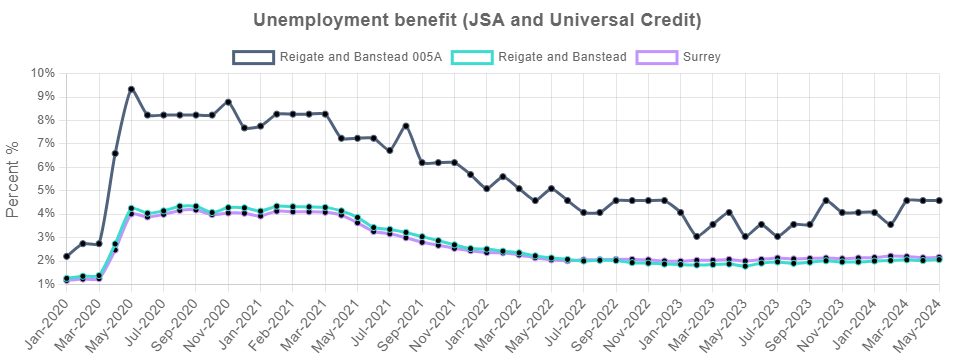 Unemployment benefit (JSA and Universal Credit)
Reigate and Banstead 005A Reigate and Banstead Surrey
Percent %
10%
9%
8%
7%
6%
5%
4%
3%
2%
1%
Jan-2020 Mar-2020 May-2020 Jul-2020 Sep-2020 Nov-2020 Jan-2021 Feb-2021 Mar-2021 May-2021 Jul-2021 Sep-2021 Nov-2021 Jan-2022 Mar-2022 May-2022 Jul-2022 Sep-2022 Nov-2022 Jan-2023 Mar-2023 May-2023 Jul-2023 Sep-2023 Nov-2023 Jan-2024 Mar-2024 May-2024